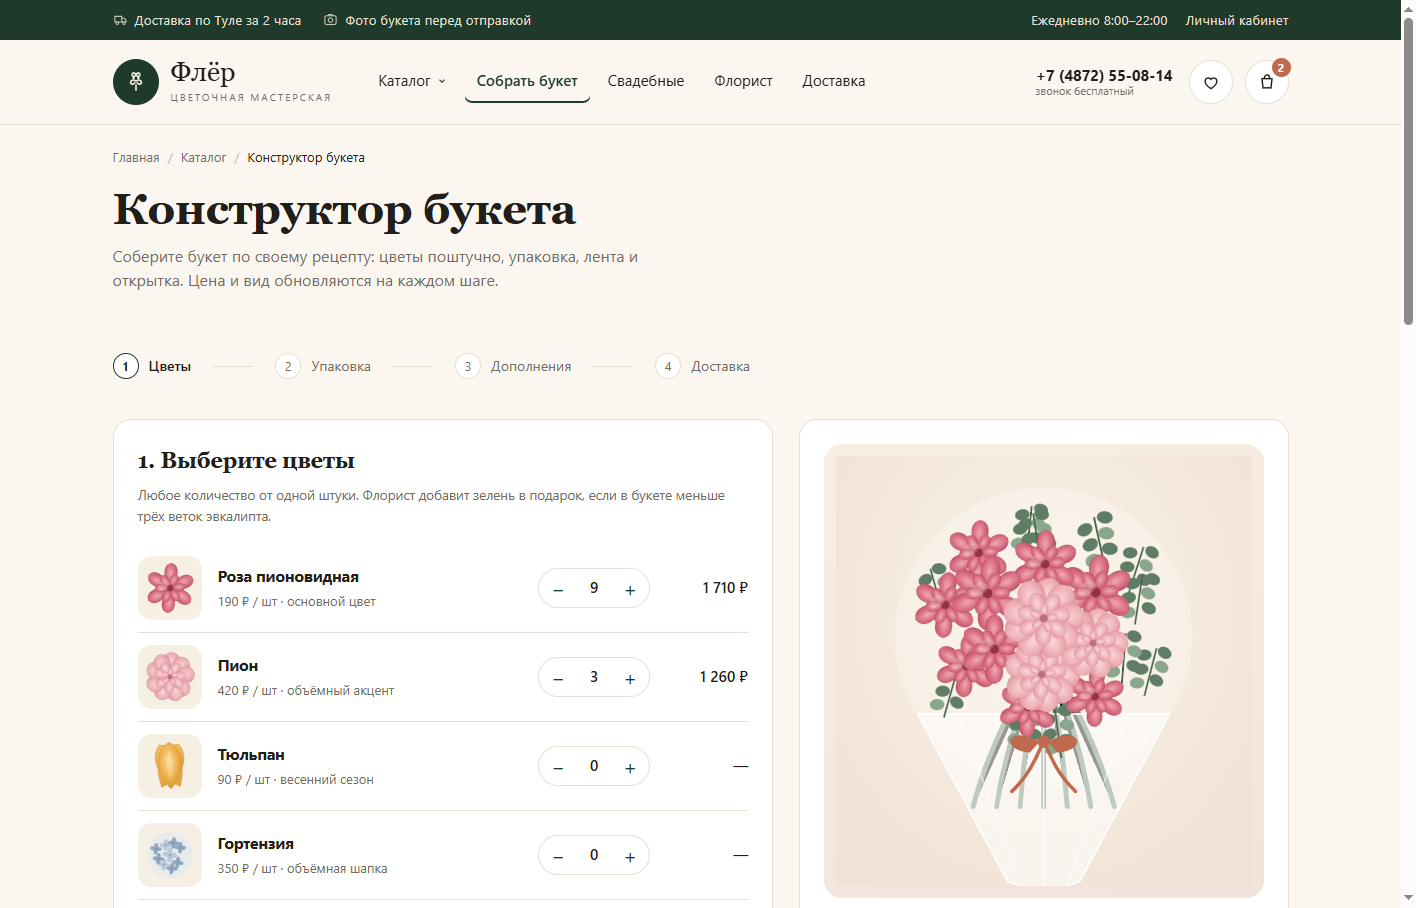 Доставка по Туле за 2 часа
Фото букета перед отправкой
Ежедневно 8:00–22:00
Личный кабинет
Флёр
ЦВЕТОЧНАЯ МАСТЕРСКАЯ
Каталог
Собрать букет
Свадебные
Флорист
Доставка
+7 (4872) 55-08-14
звонок бесплатный
2
Главная / Каталог / Конструктор букета
Конструктор букета
Соберите букет по своему рецепту: цветы поштучно, упаковка, лента и
открытка. Цена и вид обновляются на каждом шаге.
1 Цветы
2 Упаковка
3 Дополнения
4 Доставка
1. Выберите цветы
Любое количество от одной штуки. Флорист добавит зелень в подарок, если в букете меньше
трёх веток эвкалипта.
Роза пионовидная
190 ₽ / шт · основной цвет
− 9 +
1 710 ₽
Пион
420 ₽ / шт · объёмный акцент
− 3 +
1 260 ₽
Тюльпан
90 ₽ / шт · весенний сезон
− 0 +
—
Гортензия
350 ₽ / шт · объёмная шапка
− 0 +
—